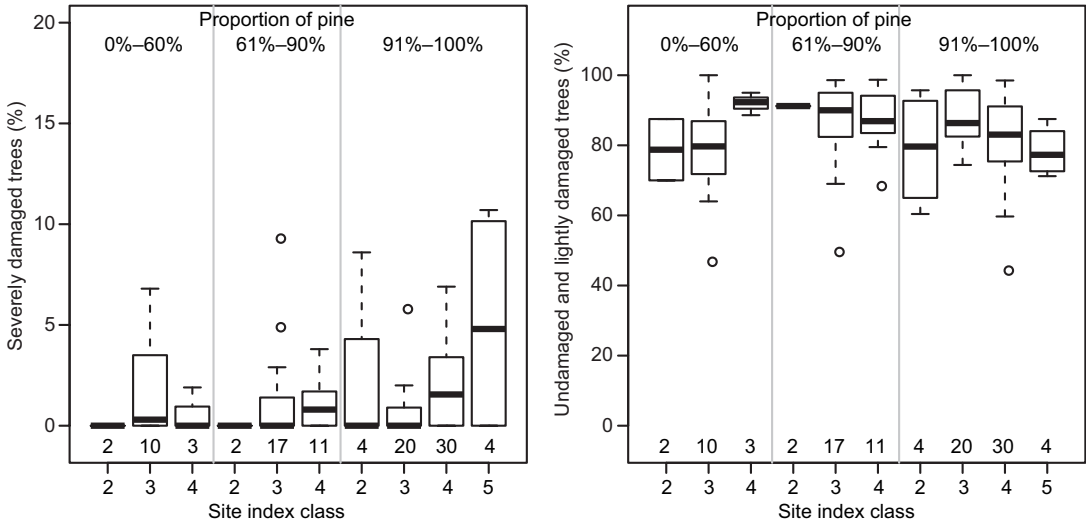 Proportion of pine
0%–60% 61%–90% 91%–100%
Severely damaged trees (%)
20
15
10
5
0
2 10 3 2 17 11 4 20 30 4
2 3 4 2 3 4 2 3 4 5
Site index class
Proportion of pine
0%–60% 61%–90% 91%–100%
Undamaged and lightly damaged trees (%)
100
80
60
40
20
0
2 10 3 2 17 11 4 20 30 4
2 3 4 2 3 4 2 3 4 5
Site index class